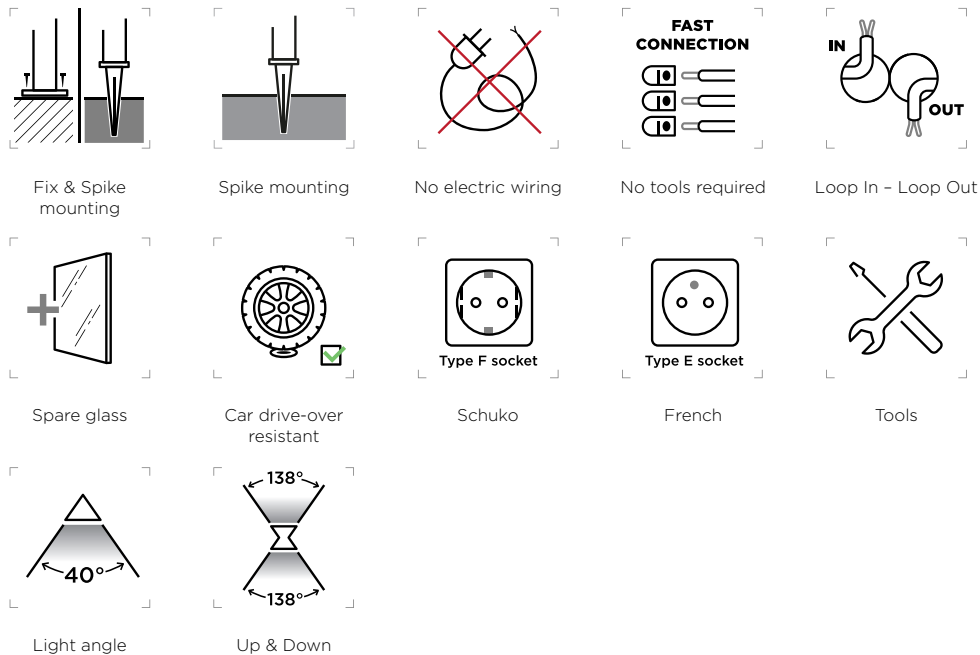 FAST
CONNECTION
IN
OUT
Fix & Spike
mounting
Spike mounting
No electric wiring
No tools required
Loop In – Loop Out
Type F socket
Type E socket
Spare glass
Car drive-over
resistant
Schuko
French
Tools
138°
40°
138°
Light angle
Up & Down